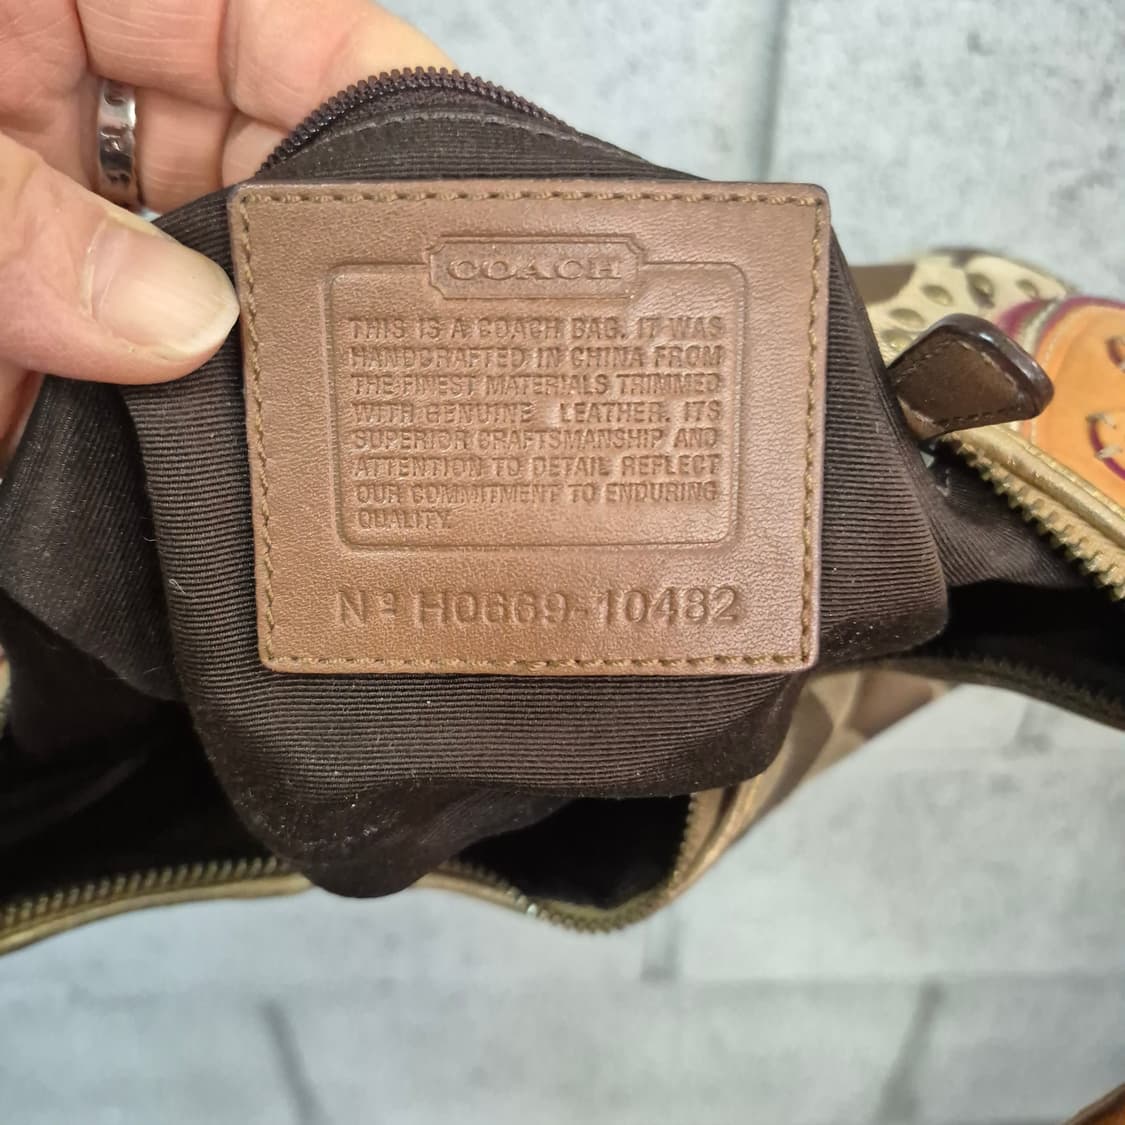 COACH
THIS IS A COACH BAG. IT WAS
HANDCRAFTED IN CHINA FROM
THE FINEST MATERIALS TRIMMED
WITH GENUINE LEATHER. ITS
SUPERIOR CRAFTSMANSHIP AND
ATTENTION TO DETAIL REFLECT
OUR COMMITMENT TO ENDURING
QUALITY.
Nº H0669-10482